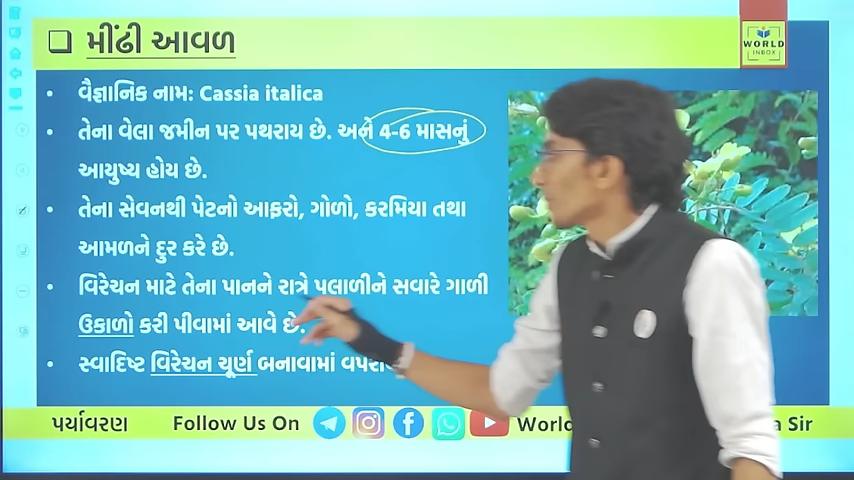 ❑ મીંઢી આવળ
WORLD
INBOX
• વૈજ્ઞાનિક નામ: Cassia italica
• તેના વેલા જમીન પર પથરાય છે. અને 4-6 માસનું
આયુષ્ય હોય છે.
• તેના સેવનથી પેટનો આફરો, ગોળો, કરમિયા તથા
આમળને દુર કરે છે.
• વિરેચન માટે તેના પાનને રાત્રે પલાળીને સવારે ગાળી
ઉકાળો કરી પીવામાં આવે છે.
• સ્વાદિષ્ટ વિરેચન ચૂર્ણ બનાવામાં
પર્યાવરણ Follow Us On World Sir